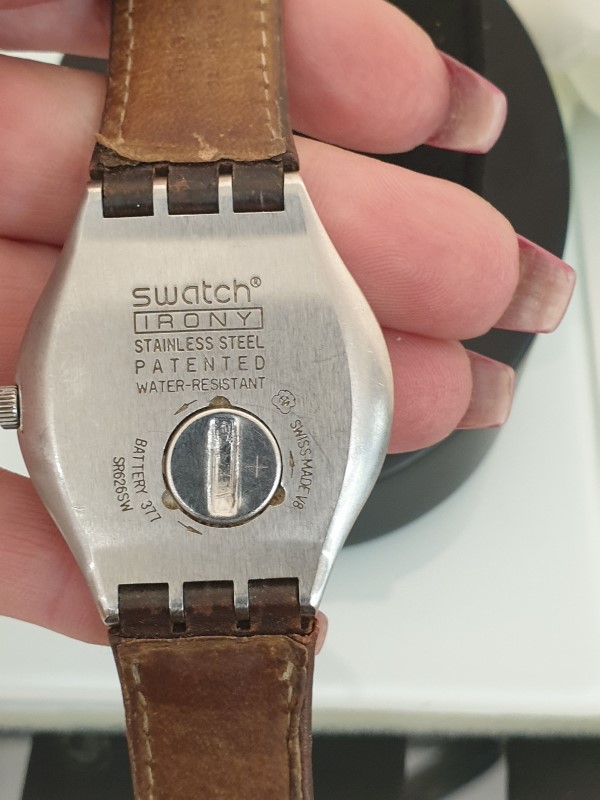 swatch®
IRONY
STAINLESS STEEL
PATENTED
WATER-RESISTANT
SWISS MADE V8
BATTERY 377
SR626SW
+